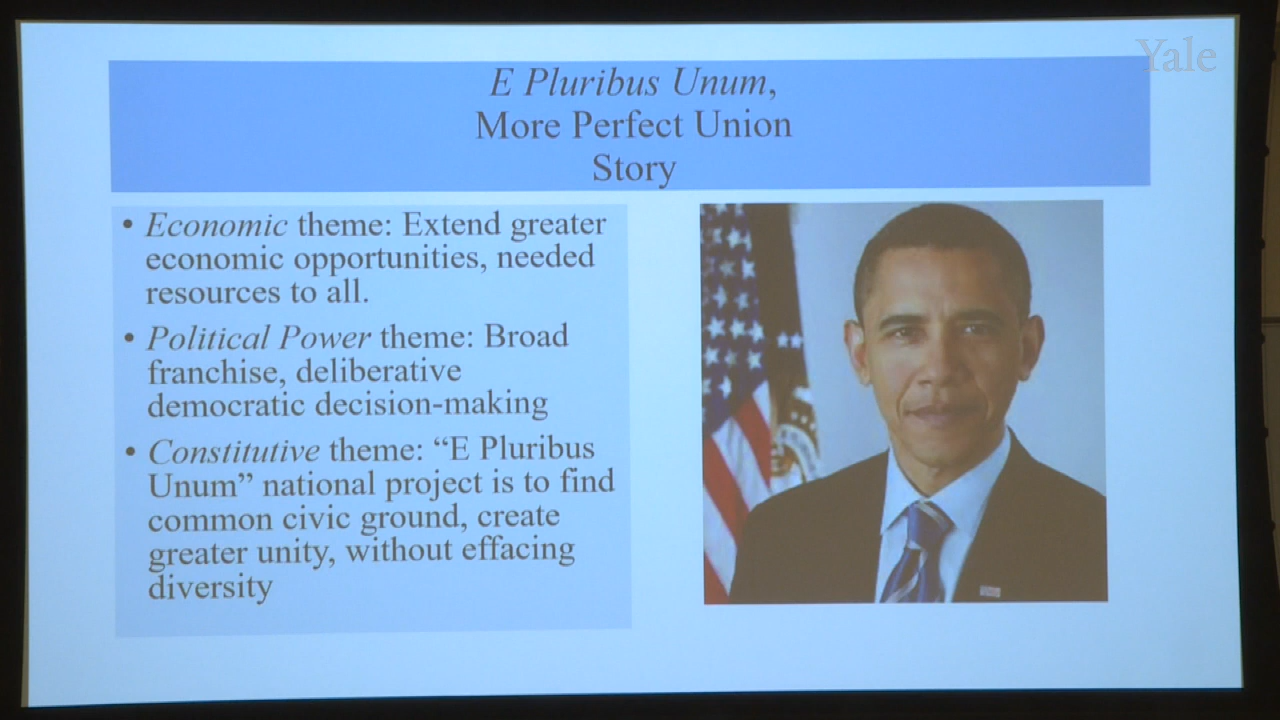 Yale
E Pluribus Unum,
More Perfect Union
Story
• Economic theme: Extend greater
economic opportunities, needed
resources to all.
• Political Power theme: Broad
franchise, deliberative
democratic decision-making
• Constitutive theme: “E Pluribus
Unum” national project is to find
common civic ground, create
greater unity, without effacing
diversity